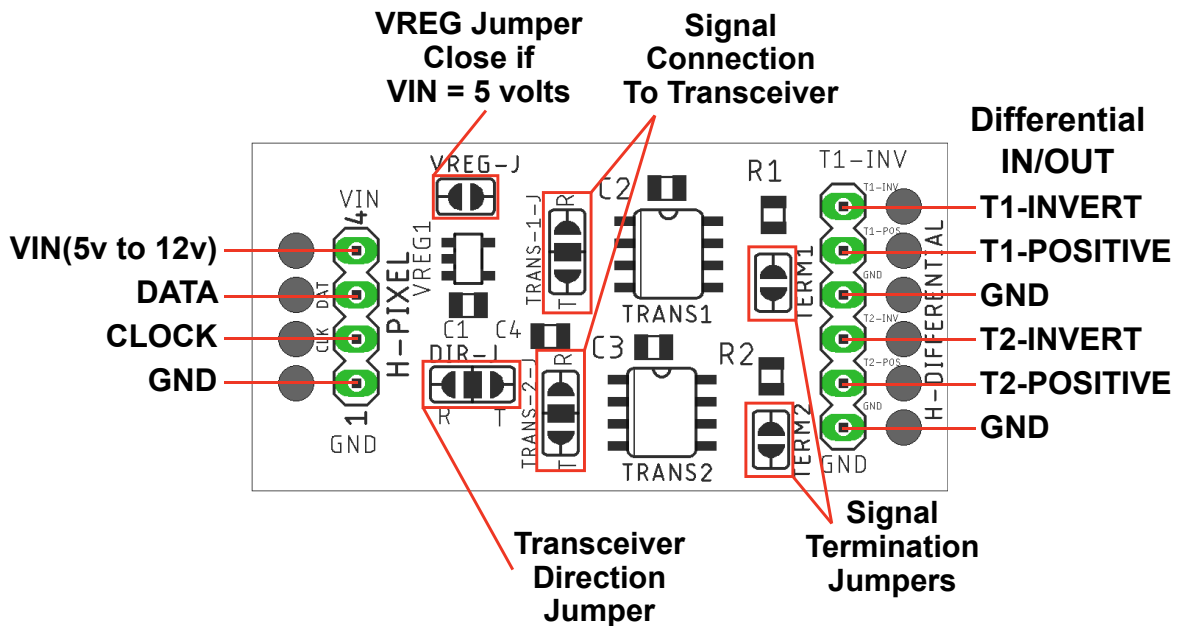 VREG Jumper
Close if
VIN = 5 volts
Signal
Connection
To Transceiver
Differential
IN/OUT
T1-INVERT
T1-POSITIVE
GND
T2-INVERT
T2-POSITIVE
GND
VIN(5v to 12v)
DATA
CLOCK
GND
VIN
4
DAT
CLK
1
GND
H-PIXEL
VREG-J
VREG1
C1
C4
DIR-J
R
T
TRANS-1-J
R
T
TRANS-2-J
R
T
C2
TRANS1
C3
TRANS2
R1
TERM1
R2
TERM2
T1-INV
T1-INV
T1-POS
GND
T2-INV
T2-POS
GND
GND
H-DIFFERENTIAL
Transceiver
Direction
Jumper
Signal
Termination
Jumpers